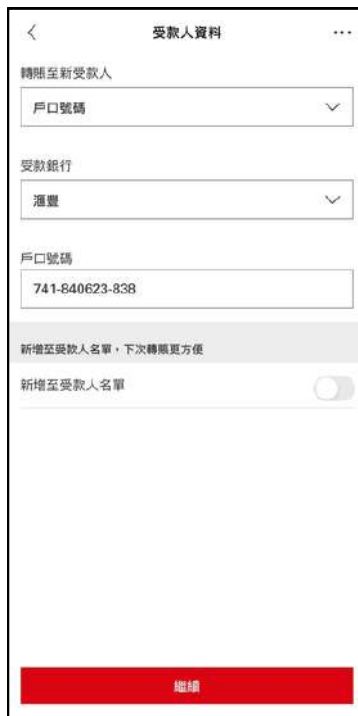 受款人資料
轉賬至新受款人
戶口號碼
受款銀行
滙豐
戶口號碼
741-840623-838
新增至受款人名單，下次轉賬更方便
新增至受款人名單
繼續